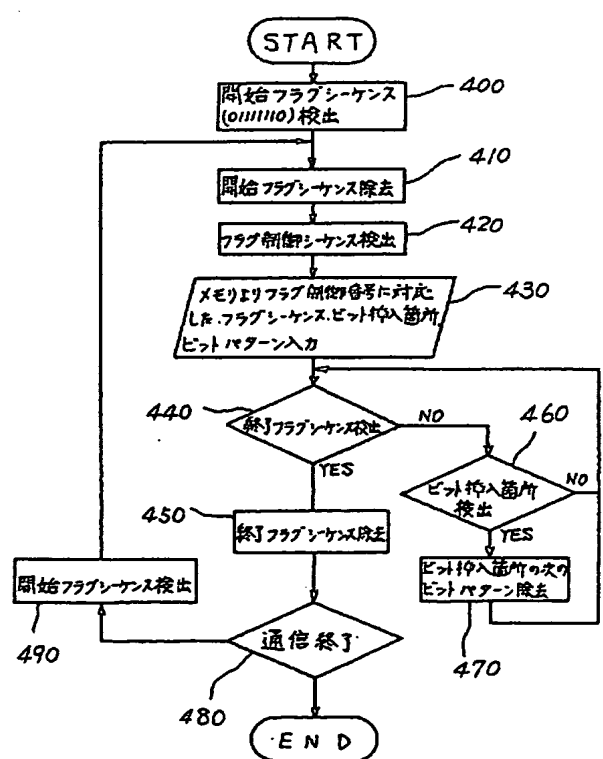 START
開始フラグシーケンス
(01111110)検出
400
410
開始フラグシーケンス除去
420
フラグ制御シーケンス検出
メモリよりフラグ制御番号に対応
した、フラグシーケンス、ビット挿入箇所,
ビットパターン入力
430
440
終了フラグシーケンス検出
NO
460
YES
ビット挿入箇所
検出
NO
450
終了フラグシーケンス除去
YES
開始フラグシーケンス検出
ビット挿入箇所の次の
ビットパターン除去
490
通信終了
470
480
END